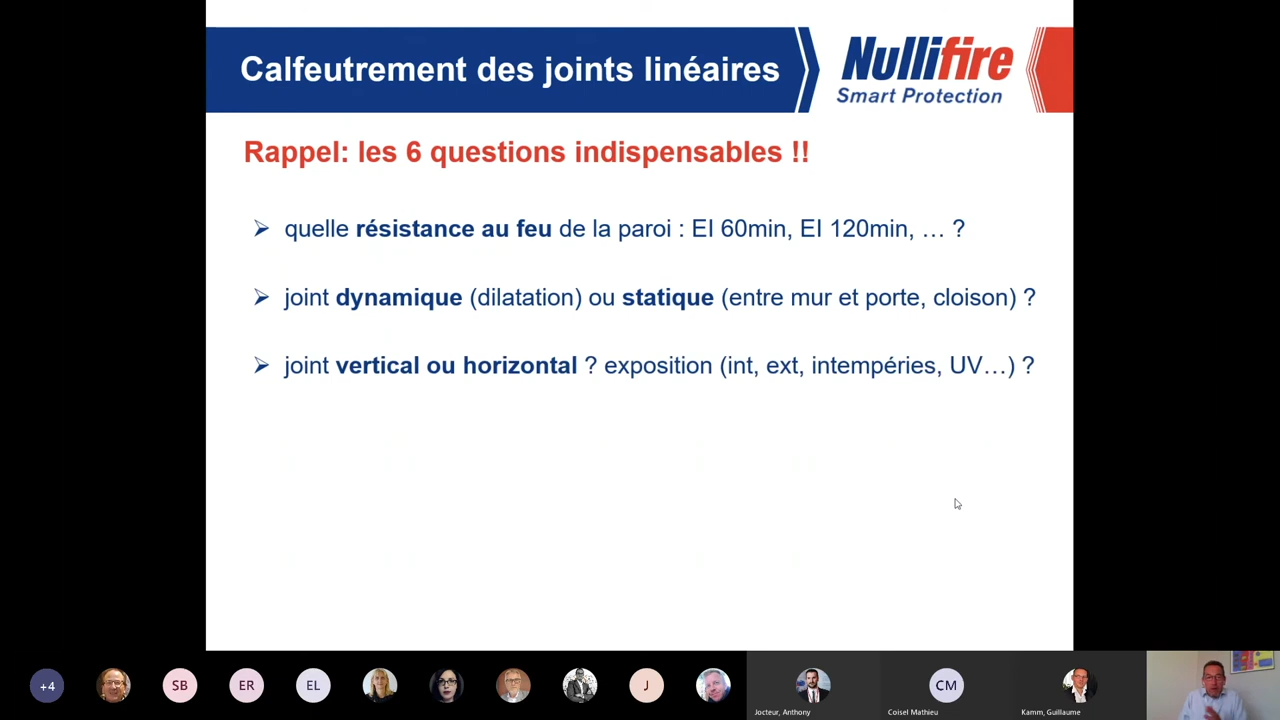 Calfeutrement des joints linéaires
Nullifire
Smart Protection
Rappel: les 6 questions indispensables !!
➢ quelle résistance au feu de la paroi : EI 60min, EI 120min, … ?
➢ joint dynamique (dilatation) ou statique (entre mur et porte, cloison) ?
➢ joint vertical ou horizontal ? exposition (int, ext, intempéries, UV…) ?
+4
SB
ER
EL
J
CM
Jocteur, Anthony
Coisel Mathieu
Kamm, Guillaume